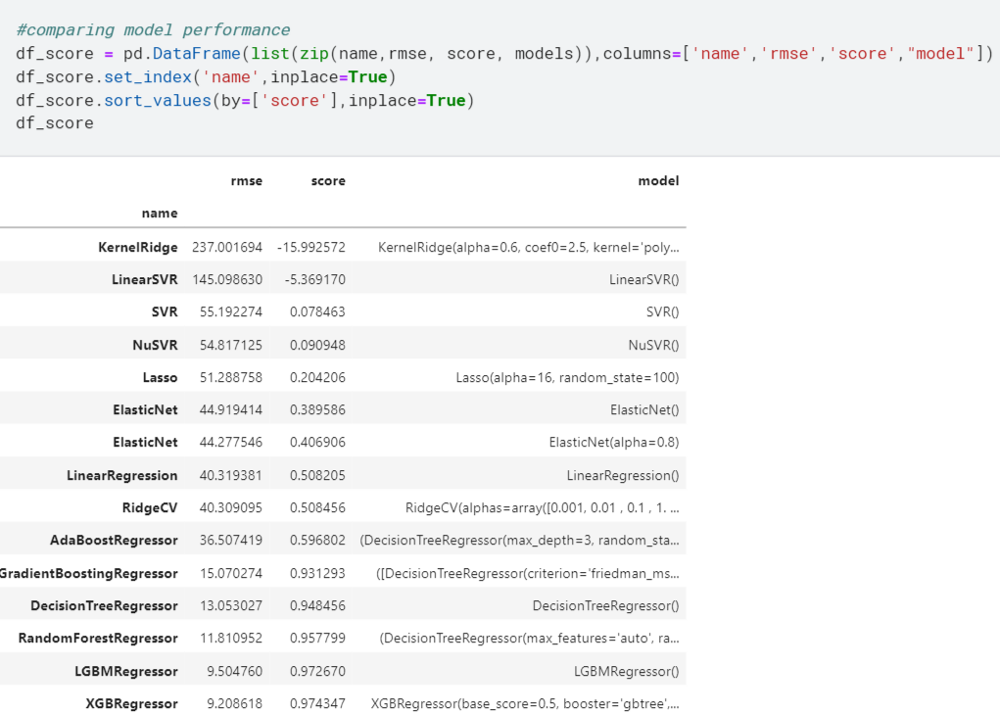 #comparing model performance
df_score = pd.DataFrame(list(zip(name,rmse, score, models)),columns=['name','rmse','score',"model"])
df_score.set_index('name',inplace=True)
df_score.sort_values(by=['score'],inplace=True)
df_score
rmse score model
name
KernelRidge 237.001694 -15.992572 KernelRidge(alpha=0.6, coef0=2.5, kernel='poly...
LinearSVR 145.098630 -5.369170 LinearSVR()
SVR 55.192274 0.078463 SVR()
NuSVR 54.817125 0.090948 NuSVR()
Lasso 51.288758 0.204206 Lasso(alpha=16, random_state=100)
ElasticNet 44.919414 0.389586 ElasticNet()
ElasticNet 44.277546 0.406906 ElasticNet(alpha=0.8)
LinearRegression 40.319381 0.508205 LinearRegression()
RidgeCV 40.309095 0.508456 RidgeCV(alphas=array([0.001, 0.01 , 0.1 , 1. ...
AdaBoostRegressor 36.507419 0.596802 (DecisionTreeRegressor(max_depth=3, random_sta...
GradientBoostingRegressor 15.070274 0.931293 ([DecisionTreeRegressor(criterion='friedman_ms...
DecisionTreeRegressor 13.053027 0.948456 DecisionTreeRegressor()
RandomForestRegressor 11.810952 0.957799 (DecisionTreeRegressor(max_features='auto', ra...
LGBMRegressor 9.504760 0.972670 LGBMRegressor()
XGBRegressor 9.208618 0.974347 XGBRegressor(base_score=0.5, booster='gbtree',...